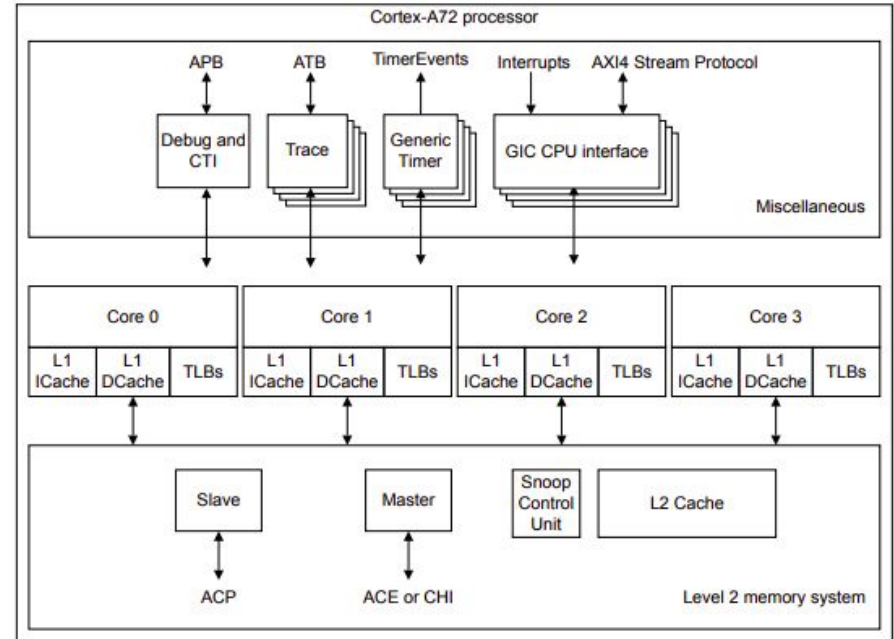 Cortex-A72 processor
APB
ATB
TimerEvents
Interrupts
AXI4 Stream Protocol
Debug and
CTI
Trace
Generic
Timer
GIC CPU interface
Miscellaneous
Core 0
Core 1
Core 2
Core 3
L1
ICache
L1
DCache
TLBs
L1
ICache
L1
DCache
TLBs
L1
ICache
L1
DCache
TLBs
L1
ICache
L1
DCache
TLBs
Slave
Master
Snoop
Control
Unit
L2 Cache
ACP
ACE or CHI
Level 2 memory system